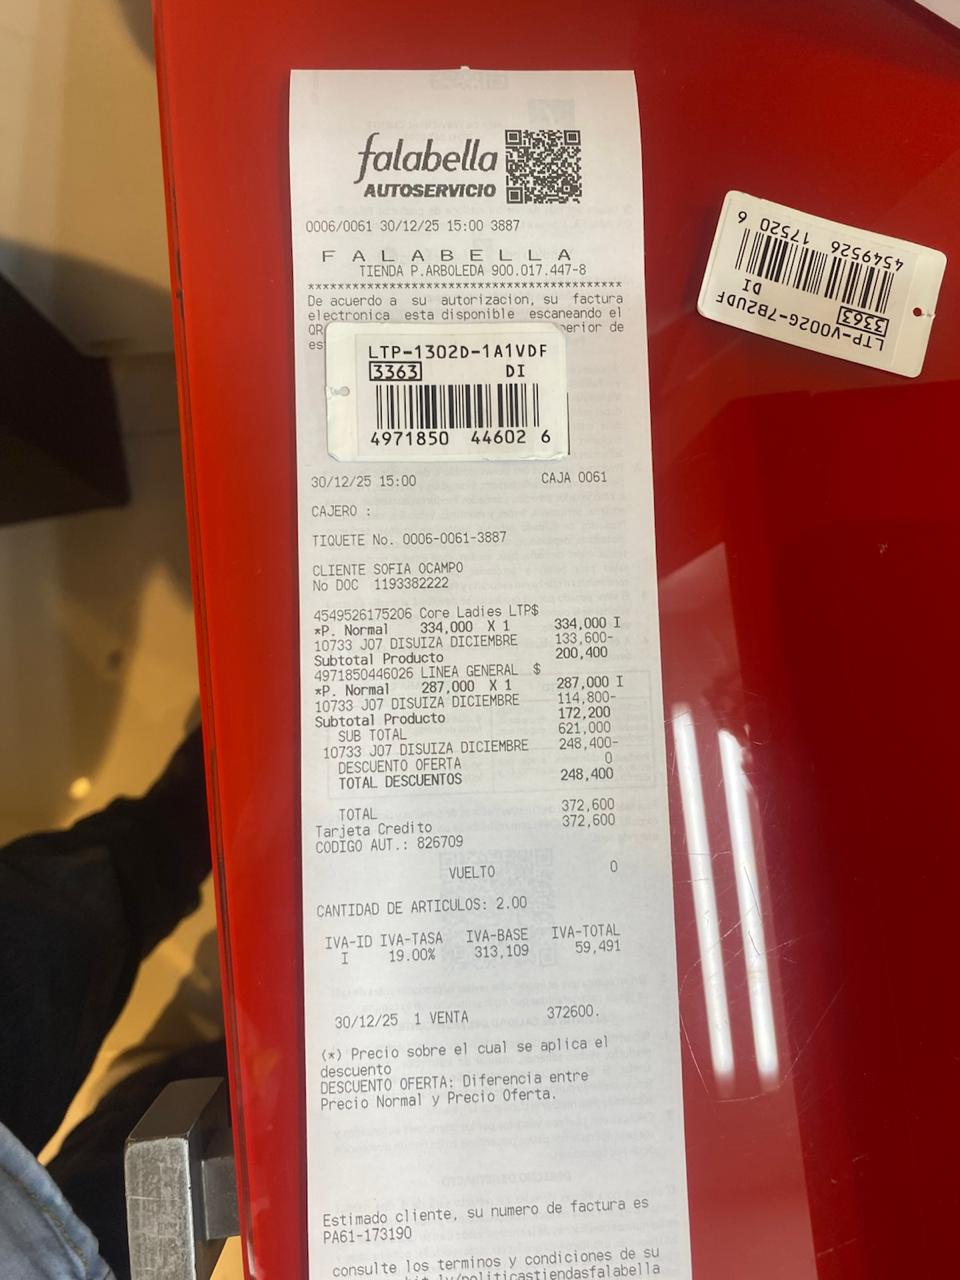 falabella
AUTOSERVICIO
0006/0061 30/12/25 15:00 3887
F A L A B E L L A
TIENDA P.ARBOLEDA 900.017.447-8
****************************************
De acuerdo a su autorizacion, su factura
electronica esta disponible escaneando el
QR
erior de
es
LTP-1302D-1A1VDF
3363 DI
4971850 44602 6
30/12/25 15:00 CAJA 0061
CAJERO :
TIQUETE No. 0006-0061-3887
CLIENTE SOFIA OCAMPO
No DOC 1193382222
4549526175206 Core Ladies LTP$
*P. Normal 334,000 X 1 334,000 I
10733 J07 DISUIZA DICIEMBRE 133,600-
Subtotal Producto 200,400
4971850446026 LINEA GENERAL $
*P. Normal 287,000 X 1 287,000 I
10733 J07 DISUIZA DICIEMBRE 114,800-
Subtotal Producto 172,200
SUB TOTAL 621,000
10733 J07 DISUIZA DICIEMBRE 248,400-
DESCUENTO OFERTA 0
TOTAL DESCUENTOS 248,400
TOTAL 372,600
Tarjeta Credito 372,600
CODIGO AUT.: 826709
VUELTO 0
CANTIDAD DE ARTICULOS: 2.00
IVA-ID IVA-TASA IVA-BASE IVA-TOTAL
I 19.00% 313,109 59,491
30/12/25 1 VENTA 372600.
(*) Precio sobre el cual se aplica el
descuento
DESCUENTO OFERTA: Diferencia entre
Precio Normal y Precio Oferta.
Estimado cliente, su numero de factura es
PA61-173190
consulte los terminos y condiciones de su
bit.ly/politicastiendasfalabella
LTP-V002G-7B2UDF
3363 DI
4549526 17520 6